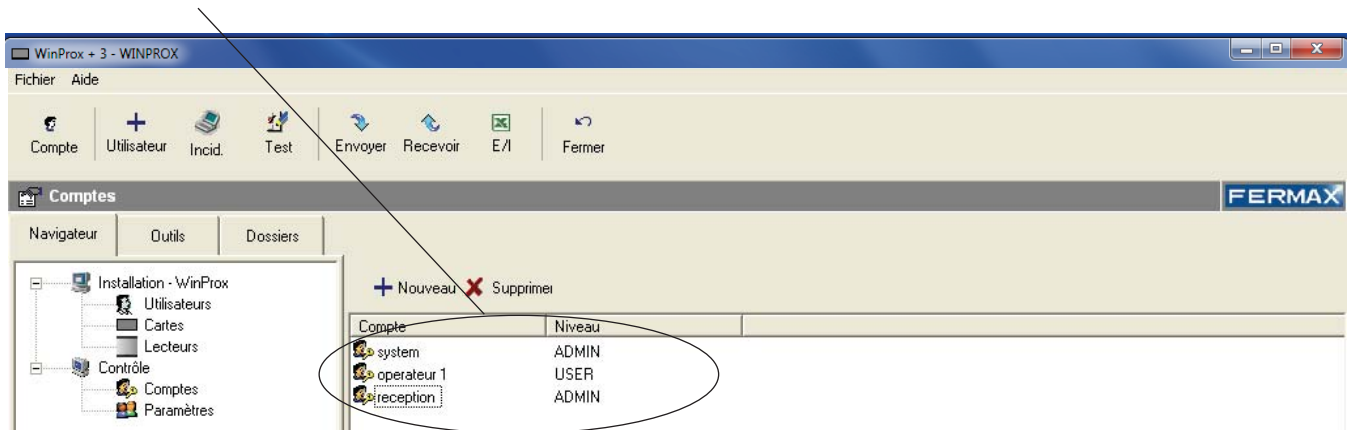 WinProx + 3 - WINPROX
Fichier Aide
Compte Utilisateur Incid. Test Envoyer Recevoir E/I Fermer
Comptes FERMAX
Navigateur Outils Dossiers
Installation - WinProx
Utilisateurs
Cartes
Lecteurs
Contrôle
Comptes
Paramètres
Nouveau Supprimer
Compte Niveau
system ADMIN
operateur 1 USER
reception ADMIN